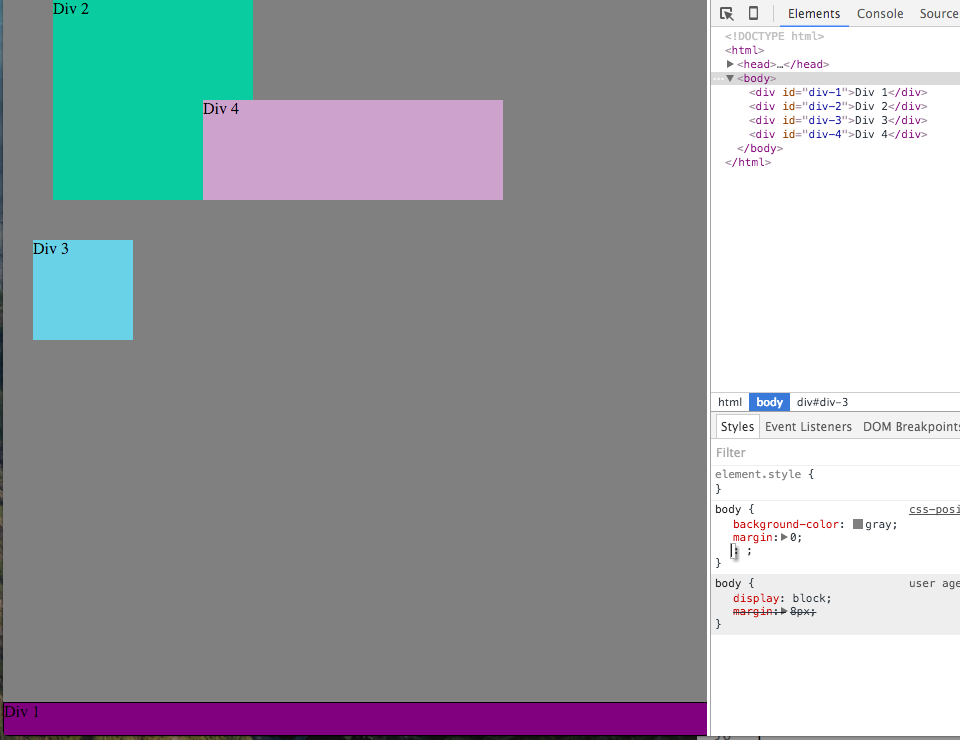 Div 2
Div 4
Div 3
Div 1
Elements Console Source
<!DOCTYPE html>
<html>
<head>…</head>
<body>
<div id="div-1">Div 1</div>
<div id="div-2">Div 2</div>
<div id="div-3">Div 3</div>
<div id="div-4">Div 4</div>
</body>
</html>
html body div#div-3
Styles Event Listeners DOM Breakpoints
Filter
element.style {
}
body { css-posi
background-color: gray;
margin: 0;
: ;
}
body { user age
display: block;
margin: 8px;
}